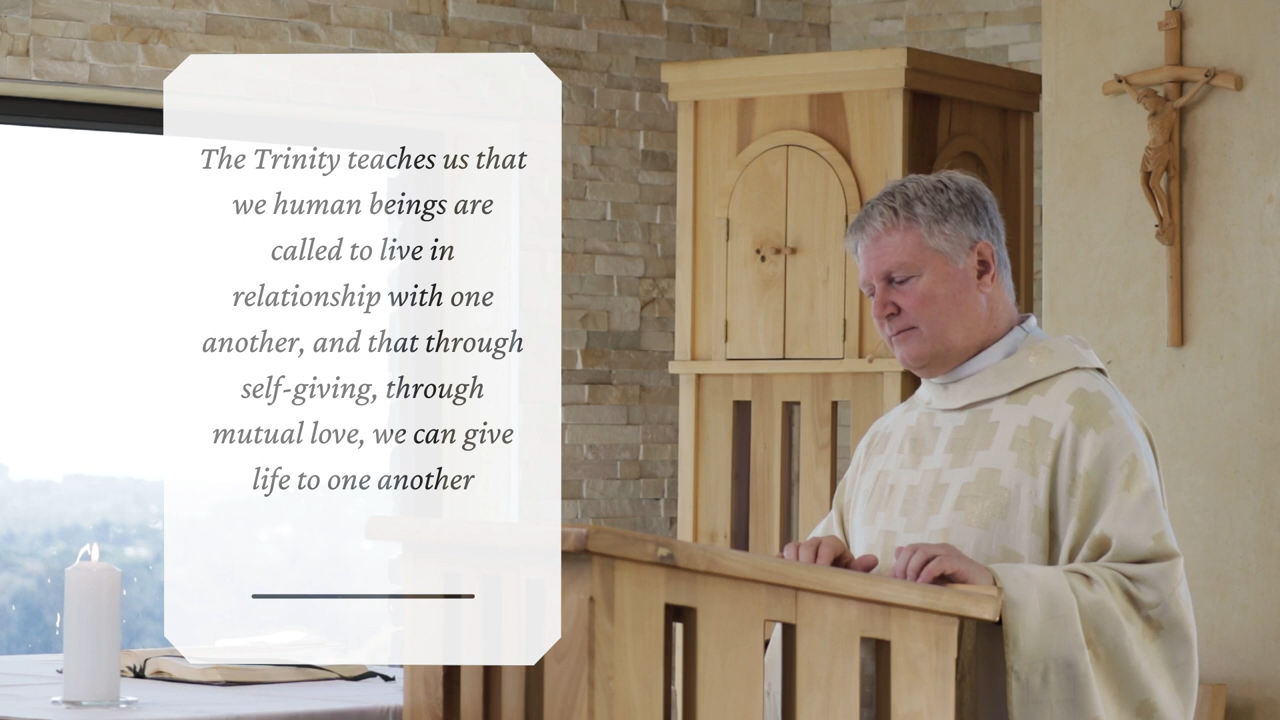 The Trinity teaches us that
we human beings are
called to live in
relationship with one
another, and that through
self-giving, through
mutual love, we can give
life to one another